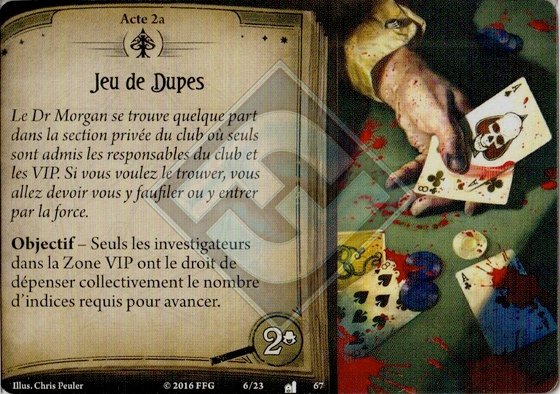 Acte 2a
Jeu de Dupes
Le Dr Morgan se trouve quelque part
dans la section privée du club où seuls
sont admis les responsables du club et
les VIP. Si vous voulez le trouver, vous
allez devoir vous y faufiler ou y entrer
par la force.
Objectif – Seuls les investigateurs
dans la Zone VIP ont le droit de
dépenser collectivement le nombre
d'indices requis pour avancer.
2
A
8
A
Illus. Chris Peuler
© 2016 FFG
6/23
67